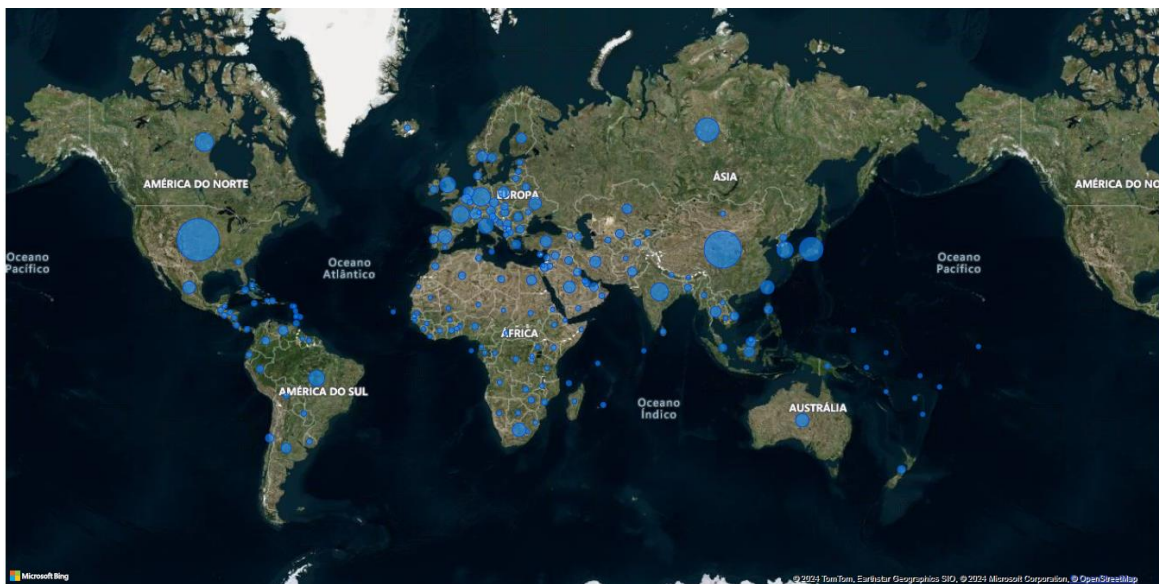 AMÉRICA DO NORTE
EUROPA
ÁSIA
AMÉRICA DO NO
Oceano
Pacífico
Oceano
Atlântico
Oceano
Pacífico
ÁFRICA
AMÉRICA DO SUL
Oceano
Índico
AUSTRÁLIA
Microsoft Bing
© 2024 TomTom, Earthstar Geographics SIO, © 2024 Microsoft Corporation, © OpenStreetMap